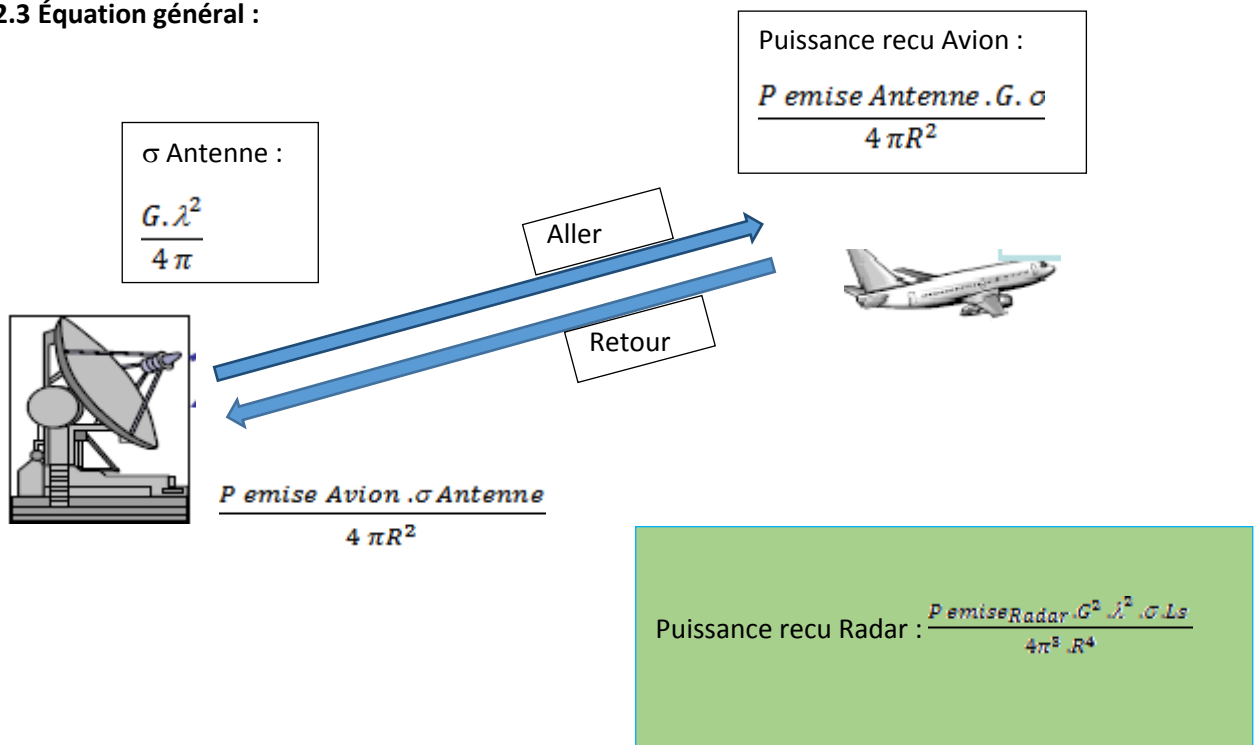 2.3 Équation général :
Puissance recu Avion :
P emise Antenne .G. σ
4 πR²
σ Antenne :
G. λ²
4 π
Aller
Retour
P emise Avion .σ Antenne
4 πR²
Puissance recu Radar : P emise Radar .G² .λ² .σ .Ls
4π³ .R⁴